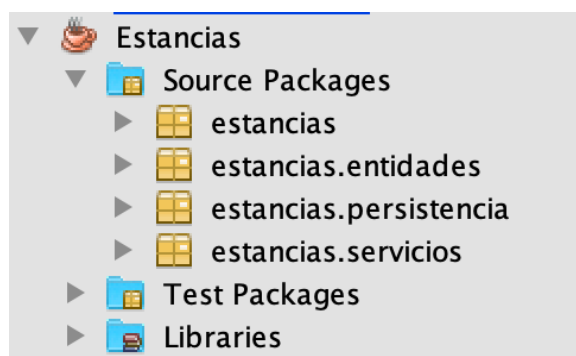 Estancias
Source Packages
estancias
estancias.entidades
estancias.persistencia
estancias.servicios
Test Packages
Libraries